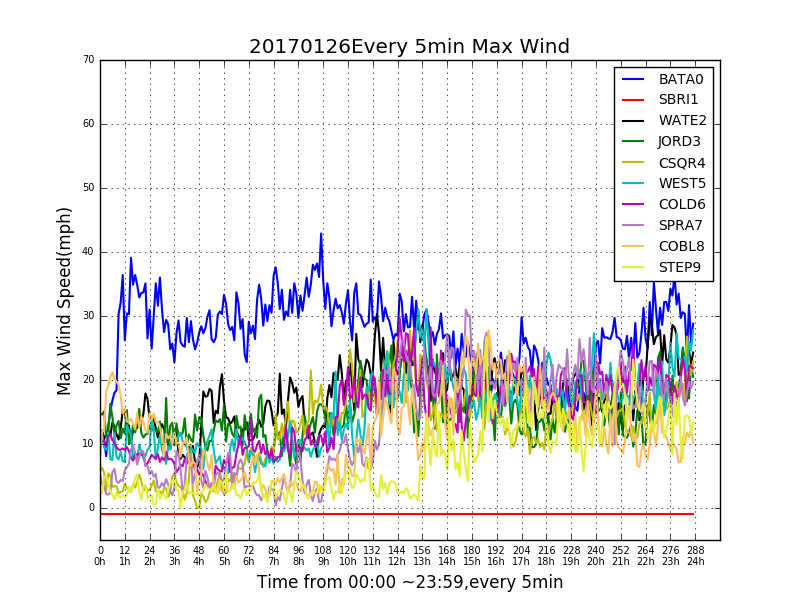 20170126Every 5min Max Wind
70
60
50
40
30
20
10
0
Max Wind Speed(mph)
BATA0
SBRI1
WATE2
JORD3
CSQR4
WEST5
COLD6
SPRA7
COBL8
STEP9
0 12 24 36 48 60 72 84 96 108 120 132 144 156 168 180 192 204 216 228 240 252 264 276 288
0h 1h 2h 3h 4h 5h 6h 7h 8h 9h 10h 11h 12h 13h 14h 15h 16h 17h 18h 19h 20h 21h 22h 23h 24h
Time from 00:00 ~23:59,every 5min